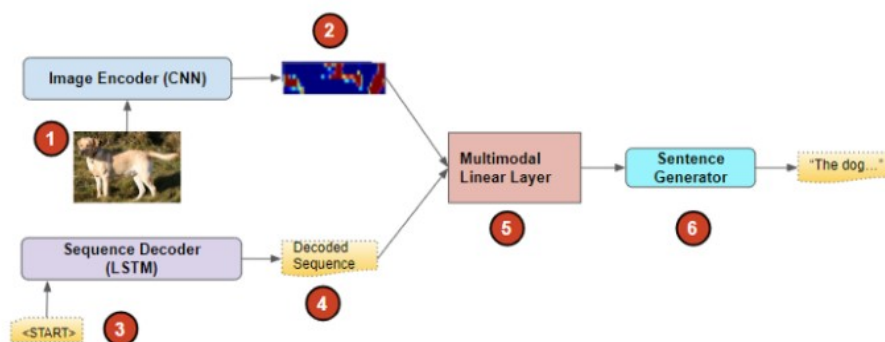 2
Image Encoder (CNN)
1
Multimodal
Linear Layer
Sentence
Generator
"The dog..."
5
6
Sequence Decoder
(LSTM)
Decoded
Sequence
4
<START>
3